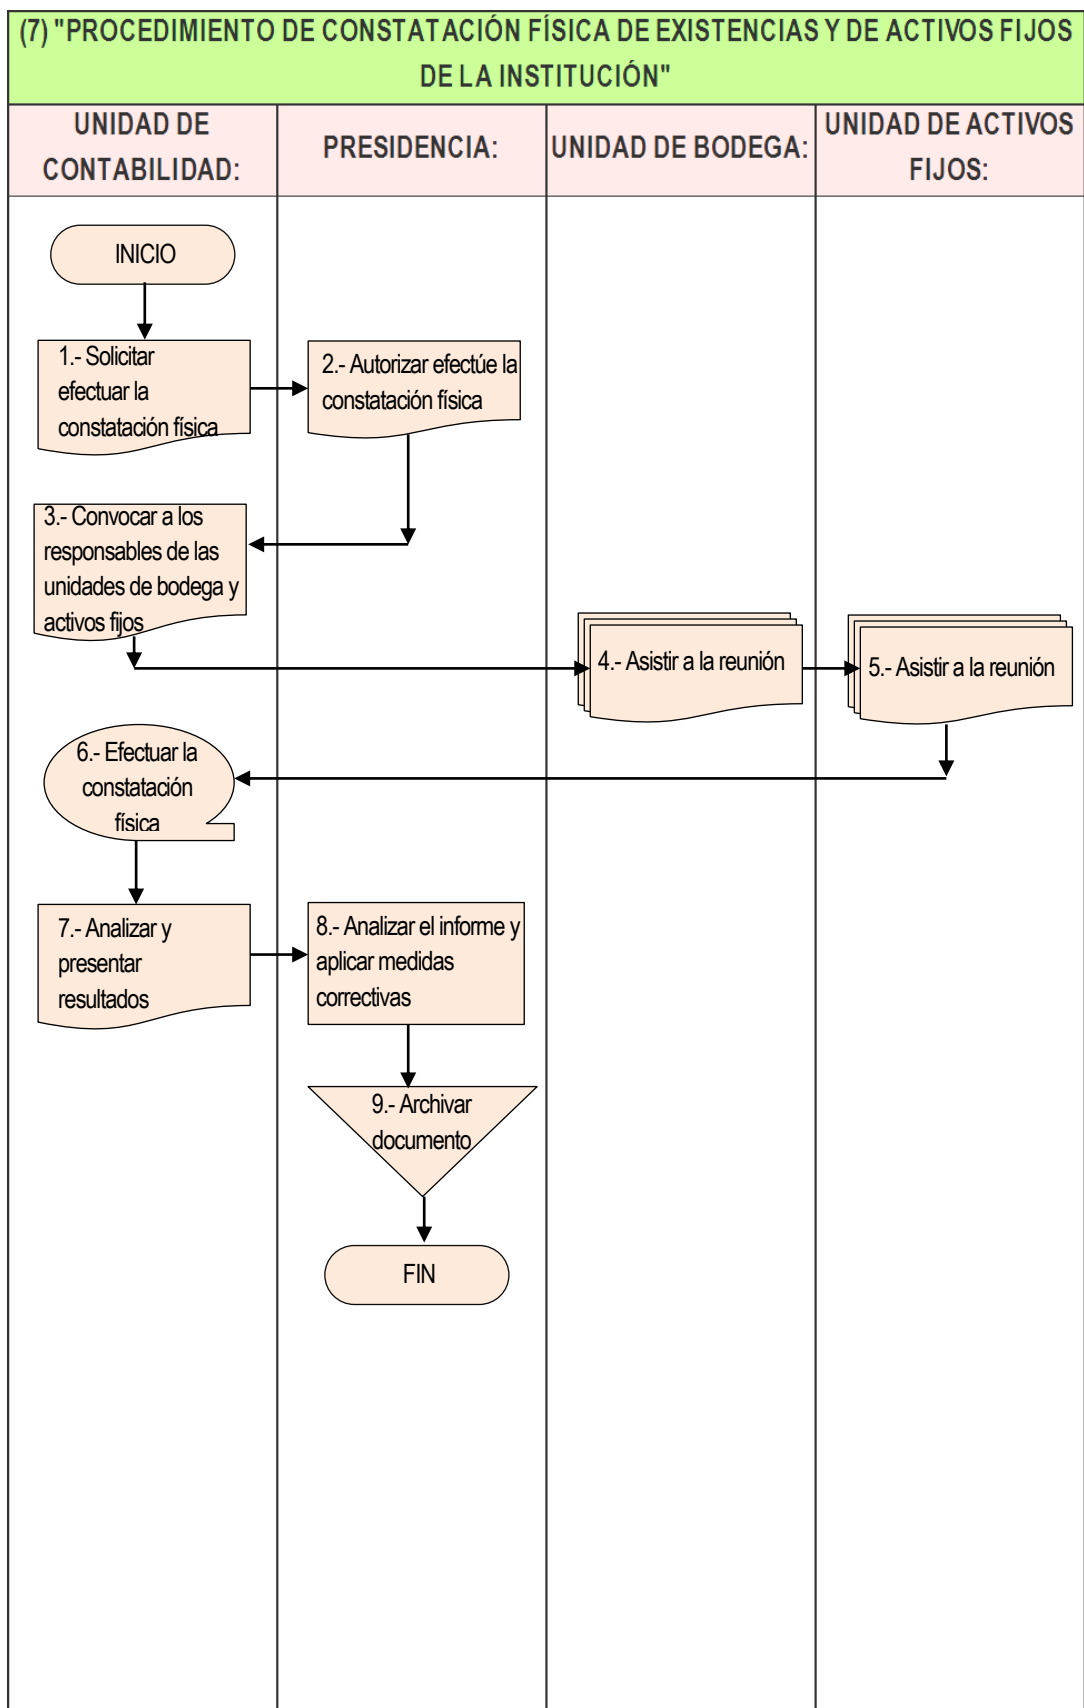 (7) "PROCEDIMIENTO DE CONSTATACIÓN FÍSICA DE EXISTENCIAS Y DE ACTIVOS FIJOS
DE LA INSTITUCIÓN"
UNIDAD DE
CONTABILIDAD:
PRESIDENCIA:
UNIDAD DE BODEGA:
UNIDAD DE ACTIVOS
FIJOS:
INICIO
1.- Solicitar
efectuar la
constatación física
2.- Autorizar efectúe la
constatación física
3.- Convocar a los
responsables de las
unidades de bodega y
activos fijos
4.- Asistir a la reunión
5.- Asistir a la reunión
6.- Efectuar la
constatación
física
7.- Analizar y
presentar
resultados
8.- Analizar el informe y
aplicar medidas
correctivas
9.- Archivar
documento
FIN